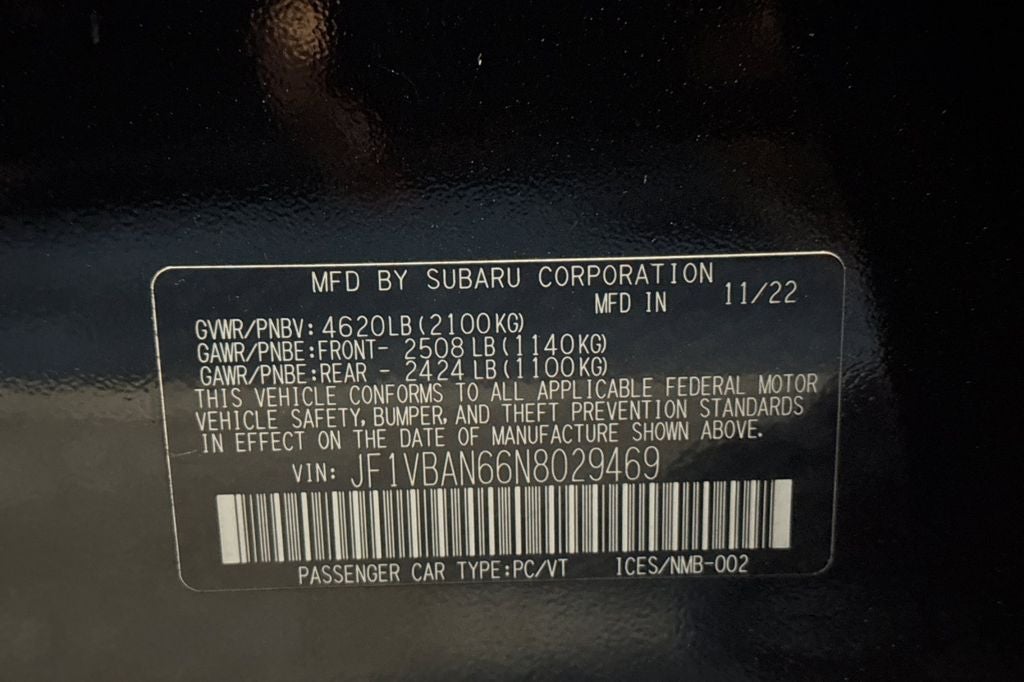 MFD BY SUBARU CORPORATION
MFD IN 11/22
GVWR/PNBV: 4620LB(2100KG)
GAWR/PNBE:FRONT- 2508 LB(1140KG)
GAWR/PNBE:REAR - 2424 LB(1100KG)
THIS VEHICLE CONFORMS TO ALL APPLICABLE FEDERAL MOTOR
VEHICLE SAFETY, BUMPER, AND THEFT PREVENTION STANDARDS
IN EFFECT ON THE DATE OF MANUFACTURE SHOWN ABOVE.
VIN: JF1VBAN66N8029469
PASSENGER CAR TYPE:PC/VT ICES/NMB-002